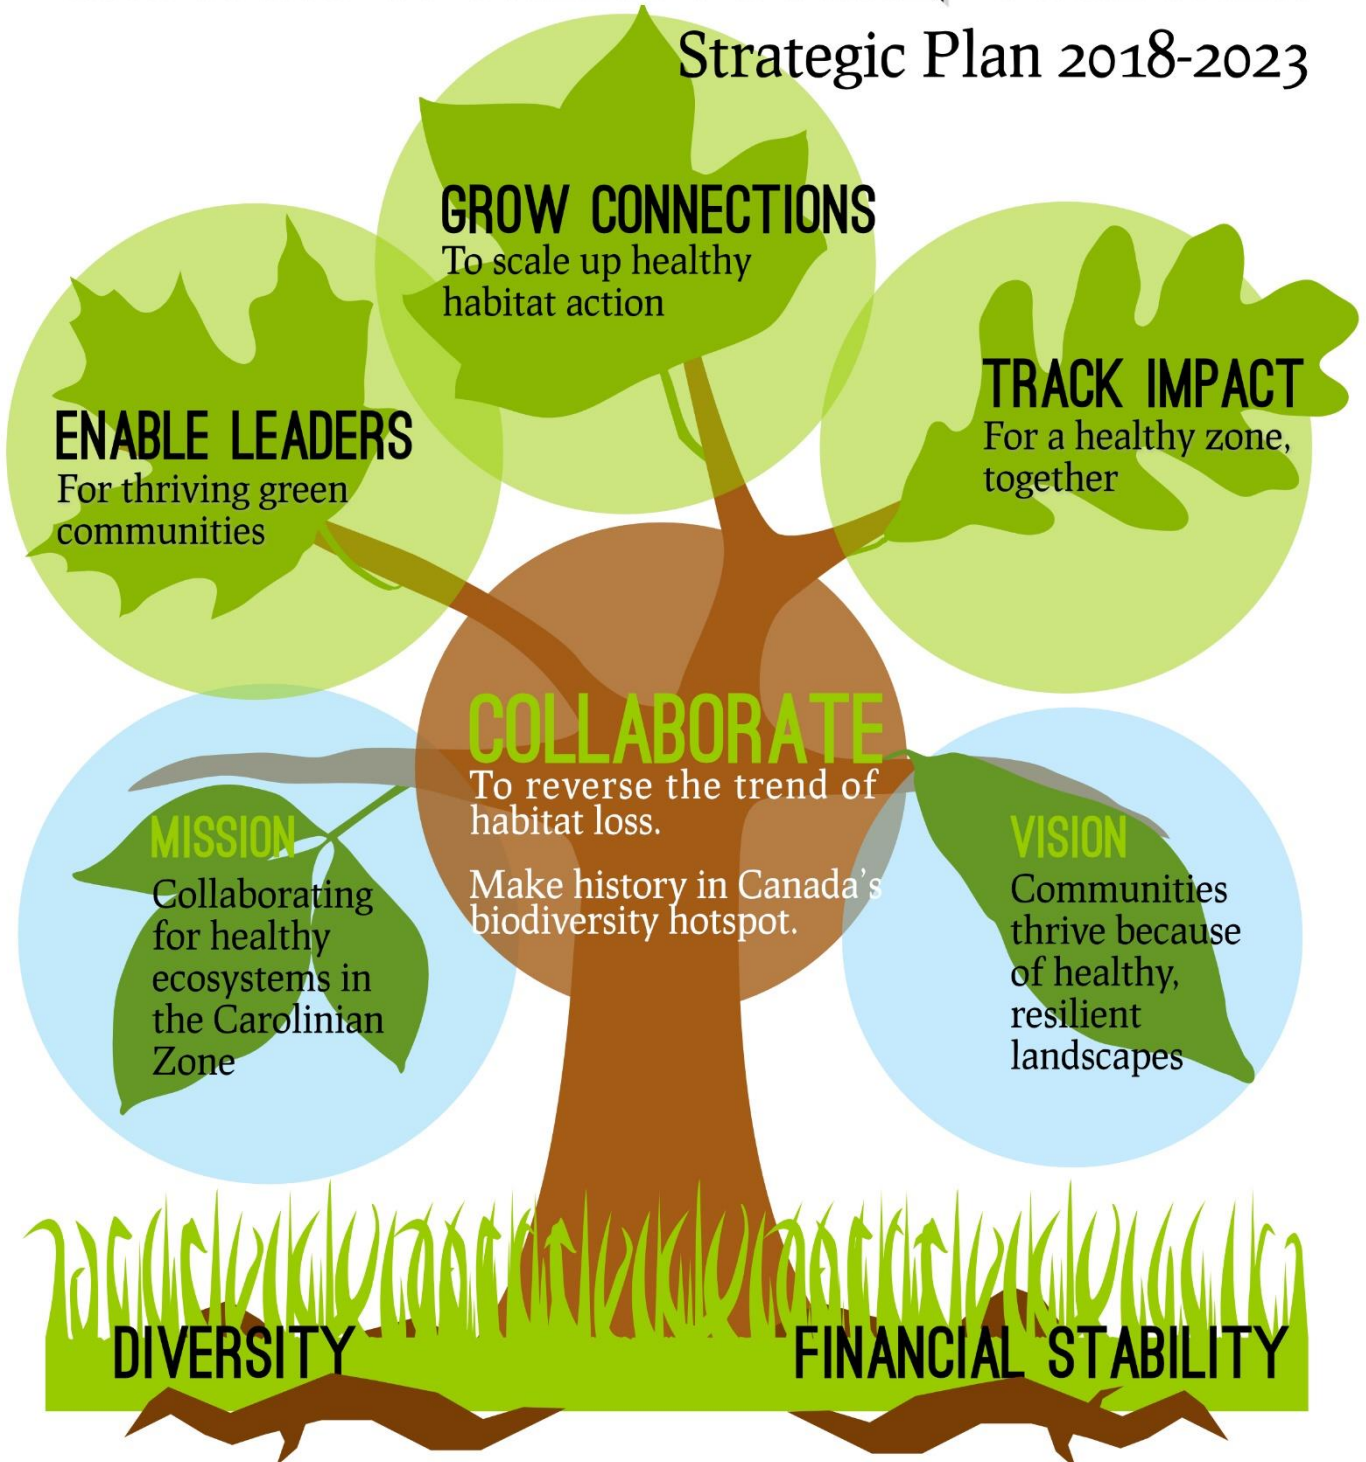 Strategic Plan 2018-2023
GROW CONNECTIONS
To scale up healthy
habitat action
ENABLE LEADERS
For thriving green
communities
TRACK IMPACT
For a healthy zone,
together
COLLABORATE
To reverse the trend of
habitat loss.
Make history in Canada's
biodiversity hotspot.
MISSION
Collaborating
for healthy
ecosystems in
the Carolinian
Zone
VISION
Communities
thrive because
of healthy,
resilient
landscapes
DIVERSITY
FINANCIAL STABILITY